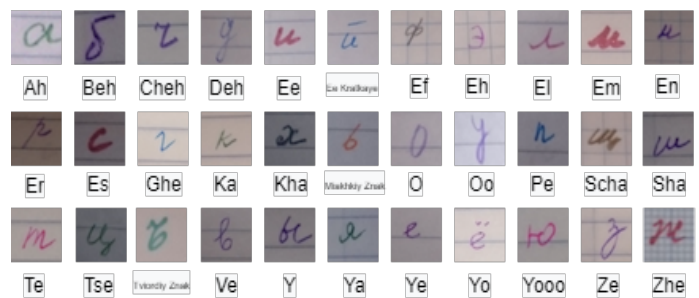 а б ч д и й ф э л м н
Ah Beh Cheh Deh Ee Ee Kratkaye Ef Eh El Em En
р с г к х ь о у п щ ш
Er Es Ghe Ka Kha Miakhkiy Znak O Oo Pe Scha Sha
т ц ъ в ы я е ё ю з ж
Te Tse Tviordiy Znak Ve Y Ya Ye Yo Yooo Ze Zhe